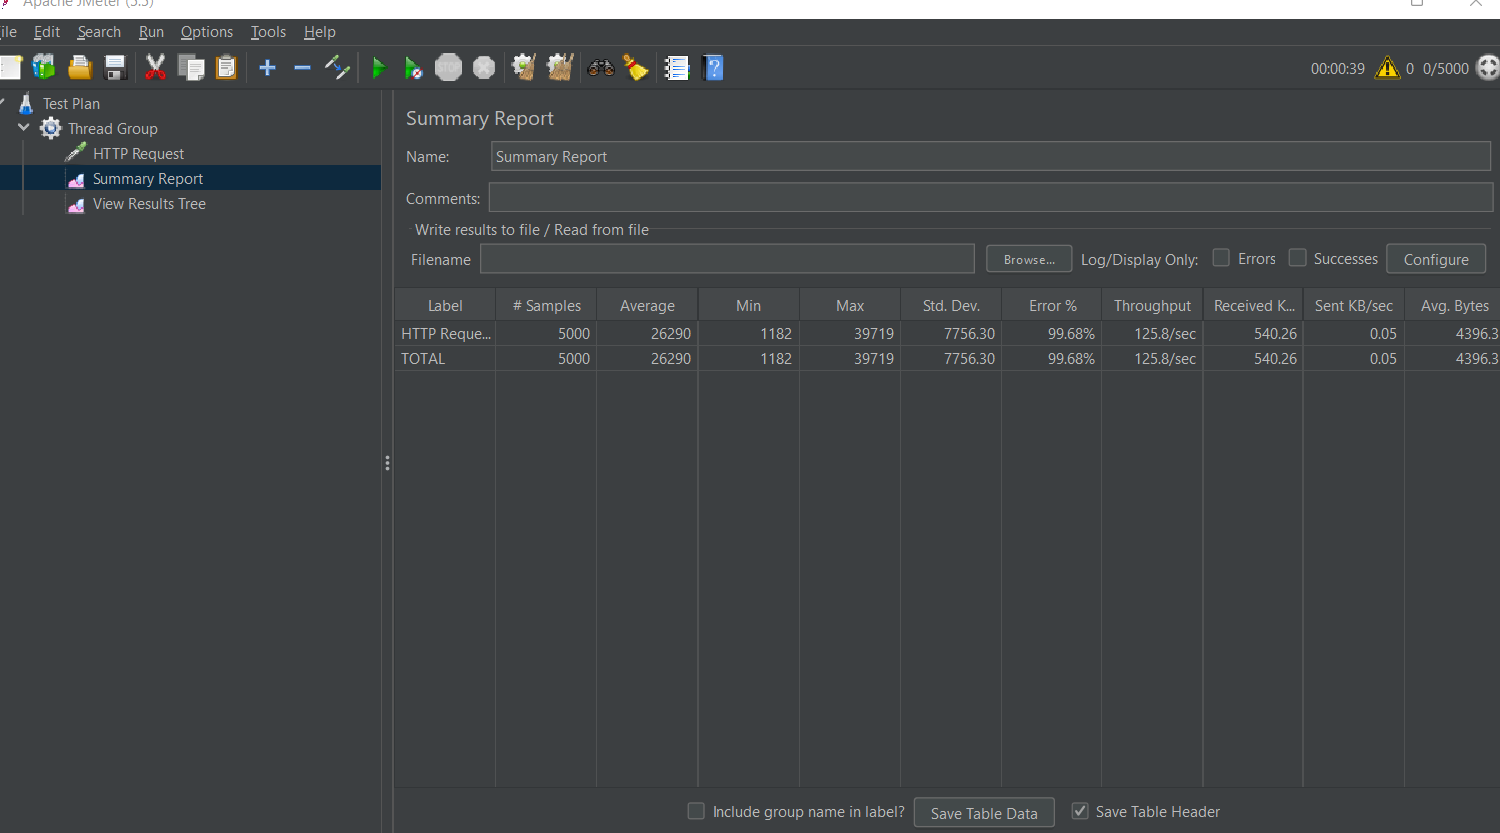 Apache JMeter (5.5)
ile Edit Search Run Options Tools Help
STOP
00:00:39 0 0/5000
Test Plan
Thread Group
HTTP Request
Summary Report
View Results Tree
Summary Report
Name: Summary Report
Comments:
Write results to file / Read from file
Filename Browse... Log/Display Only: Errors Successes Configure
Label # Samples Average Min Max Std. Dev. Error % Throughput Received K... Sent KB/sec Avg. Bytes
HTTP Reque... 5000 26290 1182 39719 7756.30 99.68% 125.8/sec 540.26 0.05 4396.3
TOTAL 5000 26290 1182 39719 7756.30 99.68% 125.8/sec 540.26 0.05 4396.3
Include group name in label? Save Table Data Save Table Header